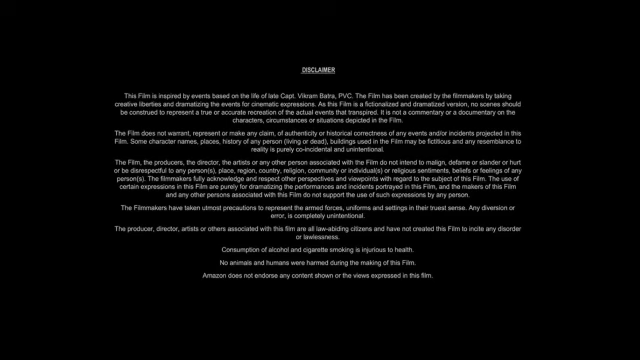 DISCLAIMER
This Film is inspired by events based on the life of late Capt. Vikram Batra, PVC. The Film has been created by the filmmakers by taking
creative liberties and dramatizing the events for cinematic expressions. As this Film is a fictionalized and dramatized version, no scenes should
be construed to represent a true or accurate recreation of the actual events that transpired. It is not a commentary or a documentary on the
characters, circumstances or situations depicted in the Film.
The Film does not warrant, represent or make any claim, of authenticity or historical correctness of any events and/or incidents projected in this
Film. Some character names, places, history of any person (living or dead), buildings used in the Film may be fictitious and any resemblance to
reality is purely co-incidental and unintentional.
The Film, the producers, the director, the artists or any other person associated with the Film do not intend to malign, defame or slander or hurt
or be disrespectful to any person(s), place, region, country, religion, community or individual(s) or religious sentiments, beliefs or feelings of any
person(s). The filmmakers fully acknowledge and respect other perspectives and viewpoints with regard to the subject of this Film. The use of
certain expressions in this Film are purely for dramatizing the performances and incidents portrayed in this Film, and the makers of this Film
and any other persons associated with this Film do not support the use of such expressions by any person.
The Filmmakers have taken utmost precautions to represent the armed forces, uniforms and settings in their truest sense. Any diversion or
error, is completely unintentional.
The producer, director, artists or others associated with this film are all law-abiding citizens and have not created this Film to incite any disorder
or lawlessness.
Consumption of alcohol and cigarette smoking is injurious to health.
No animals and humans were harmed during the making of this Film.
Amazon does not endorse any content shown or the views expressed in this film.